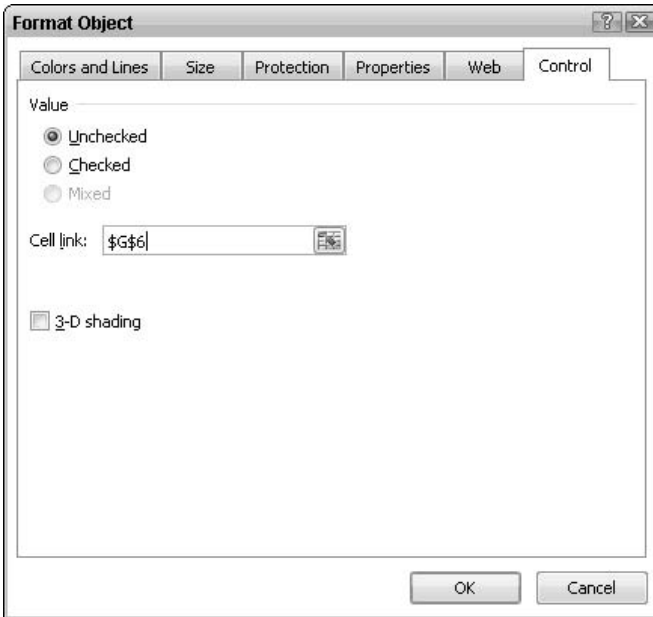 Format Object
Colors and Lines Size Protection Properties Web Control
Value
Unchecked
Checked
Mixed
Cell link: $G$6
3-D shading
OK Cancel